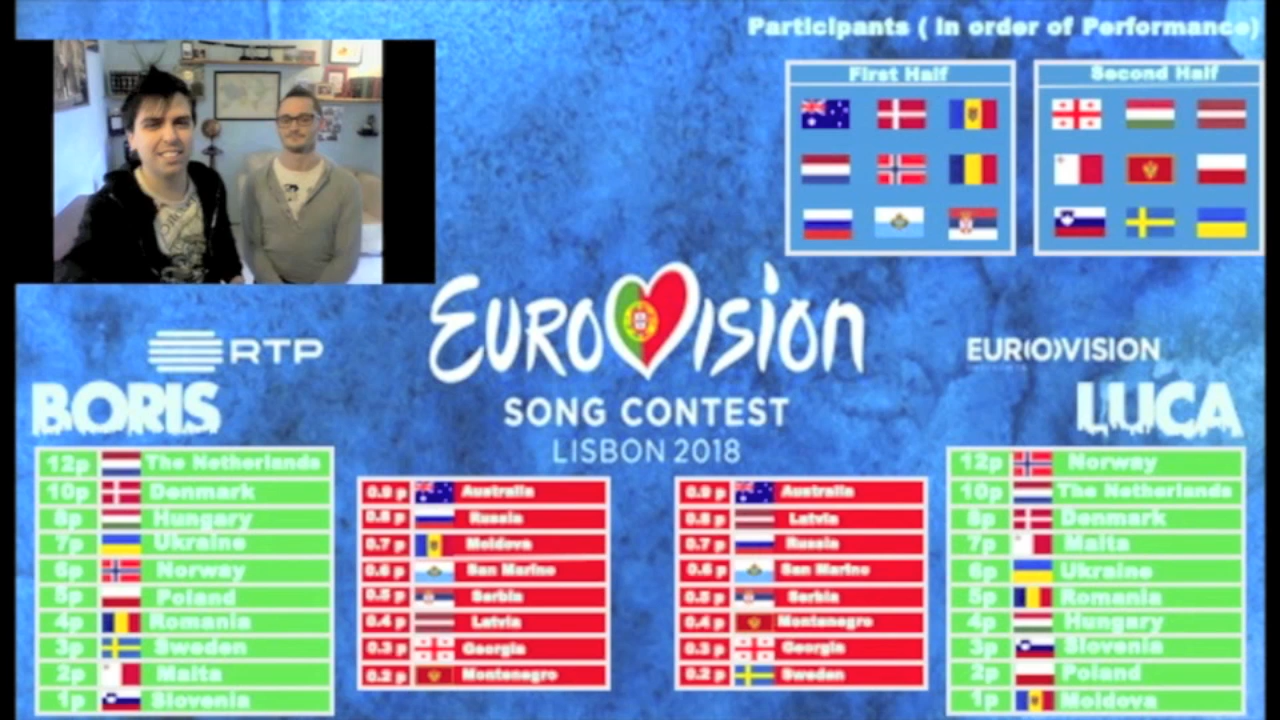 Participants ( In order of Performance)
First Half
Second Half
EUROVISION
SONG CONTEST
LISBON 2018
RTP
EUR(O)VISION
BORIS
LUCA
12p The Netherlands
10p Denmark
8p Hungary
7p Ukraine
6p Norway
5p Poland
4p Romania
3p Sweden
2p Malta
1p Slovenia
0.9 p Australia
0.8 p Russia
0.7 p Moldova
0.6 p San Marino
0.5 p Serbia
0.4 p Latvia
0.3 p Georgia
0.2 p Montenegro
0.9 p Australia
0.8 p Latvia
0.7 p Russia
0.6 p San Marino
0.5 p Serbia
0.4 p Montenegro
0.3 p Georgia
0.2 p Sweden
12p Norway
10p The Netherlands
8p Denmark
7p Malta
6p Ukraine
5p Romania
4p Hungary
3p Slovenia
2p Poland
1p Moldova